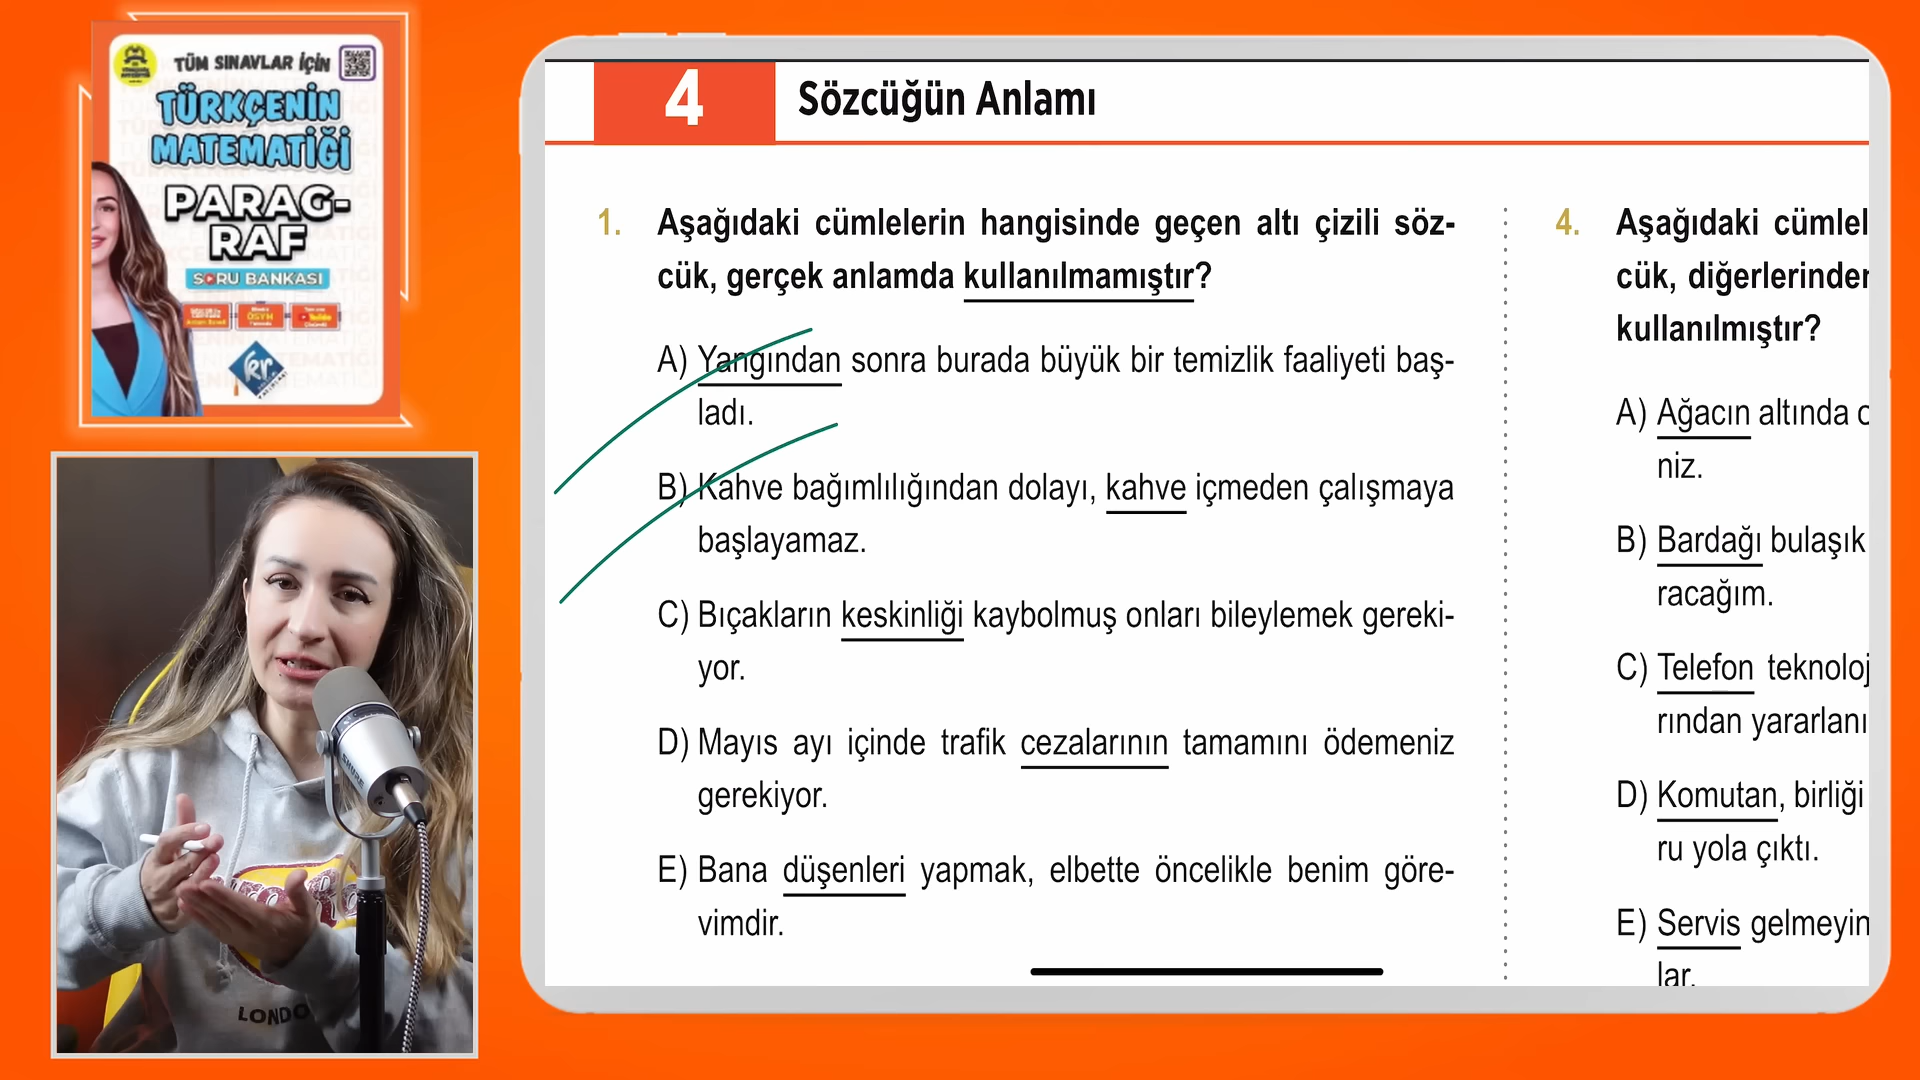 TÜM SINAVLAR İÇİN
TÜRKÇENİN
MATEMATİĞİ
PARAG-
RAF
SORU BANKASI
ÖSYM
LONDO
4
Sözcüğün Anlamı
1. Aşağıdaki cümlelerin hangisinde geçen altı çizili söz-
cük, gerçek anlamda kullanılmamıştır?
A) Yangından sonra burada büyük bir temizlik faaliyeti baş-
ladı.
B) Kahve bağımlılığından dolayı, kahve içmeden çalışmaya
başlayamaz.
C) Bıçakların keskinliği kaybolmuş onları bileylemek gereki-
yor.
D) Mayıs ayı içinde trafik cezalarının tamamını ödemeniz
gerekiyor.
E) Bana düşenleri yapmak, elbette öncelikle benim göre-
vimdir.
4. Aşağıdaki cümlel
cük, diğerlerinder
kullanılmıştır?
A) Ağacın altında o
niz.
B) Bardağı bulaşık
racağım.
C) Telefon teknoloj
rından yararlanı
D) Komutan, birliği
ru yola çıktı.
E) Servis gelmeyin
lar.